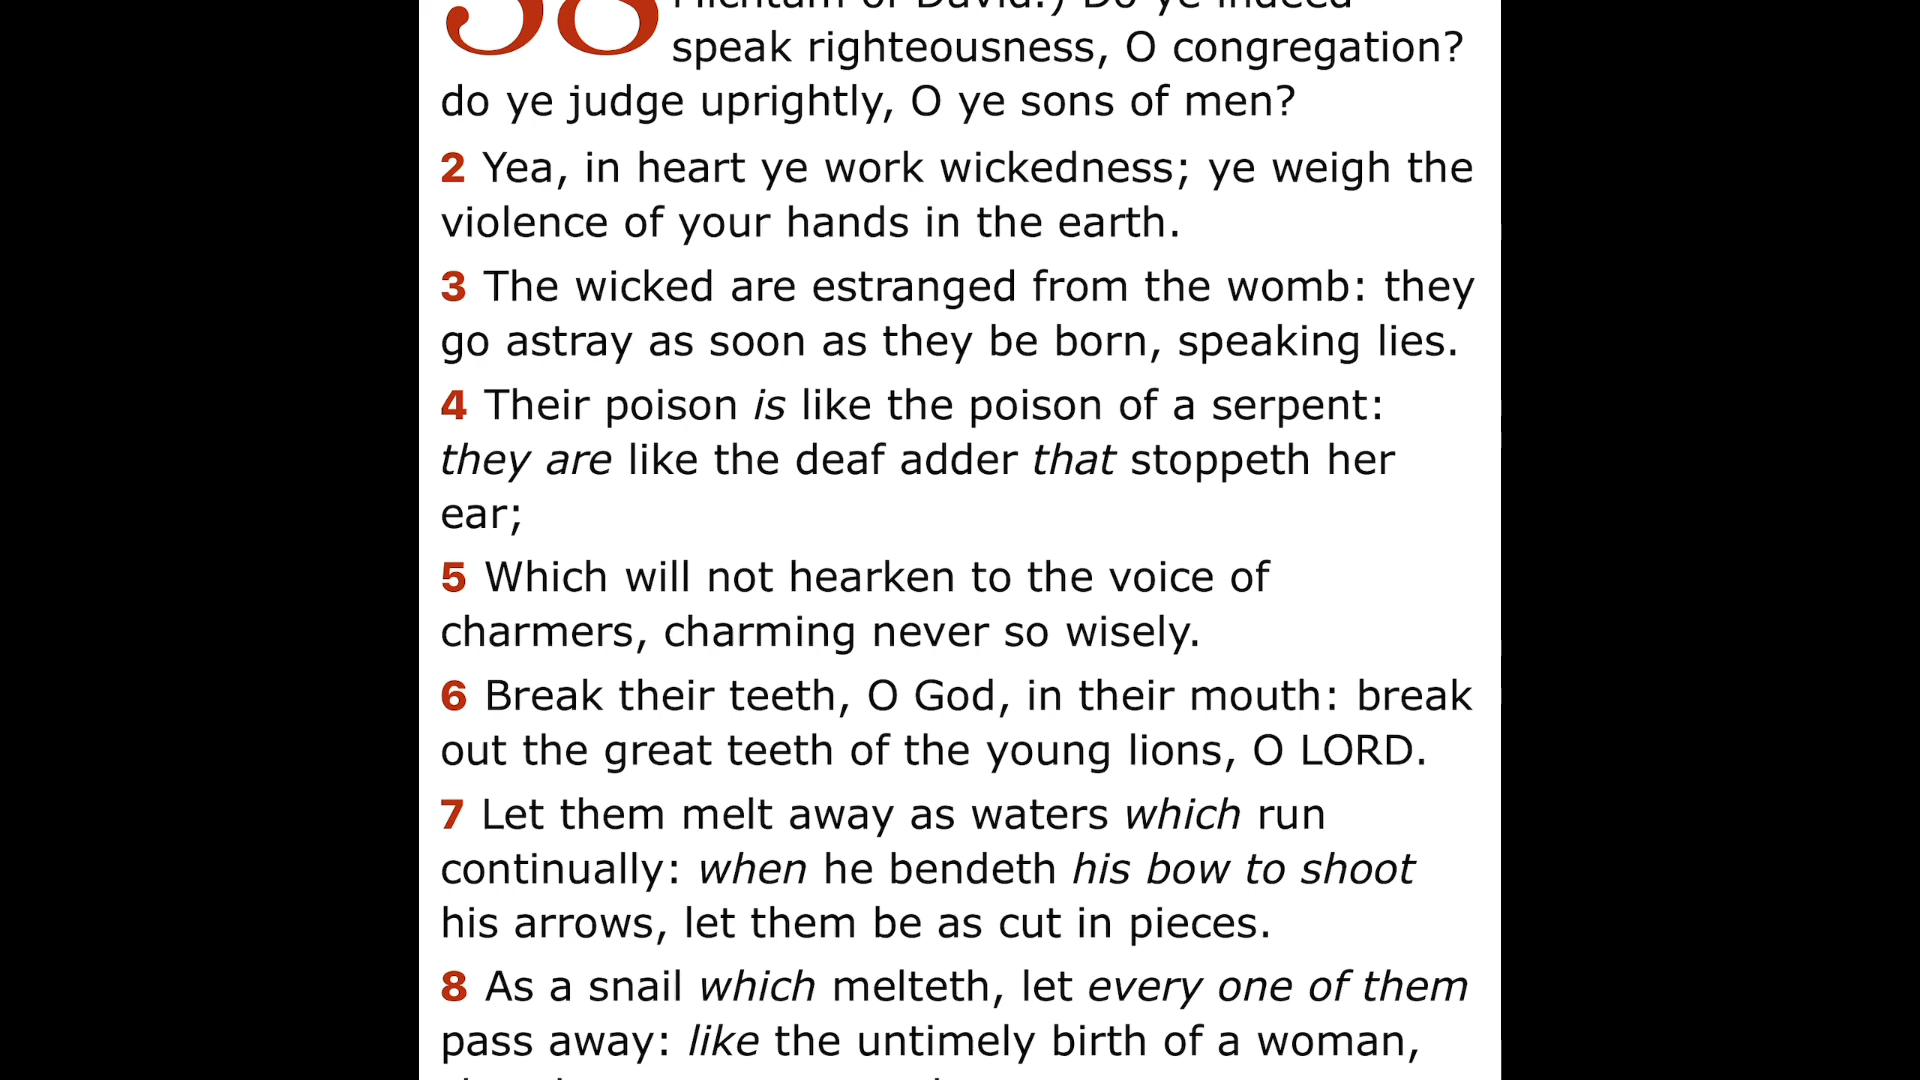 58 Michtam of David.) Do ye indeed
speak righteousness, O congregation?
do ye judge uprightly, O ye sons of men?
2 Yea, in heart ye work wickedness; ye weigh the
violence of your hands in the earth.
3 The wicked are estranged from the womb: they
go astray as soon as they be born, speaking lies.
4 Their poison is like the poison of a serpent:
they are like the deaf adder that stoppeth her
ear;
5 Which will not hearken to the voice of
charmers, charming never so wisely.
6 Break their teeth, O God, in their mouth: break
out the great teeth of the young lions, O LORD.
7 Let them melt away as waters which run
continually: when he bendeth his bow to shoot
his arrows, let them be as cut in pieces.
8 As a snail which melteth, let every one of them
pass away: like the untimely birth of a woman,